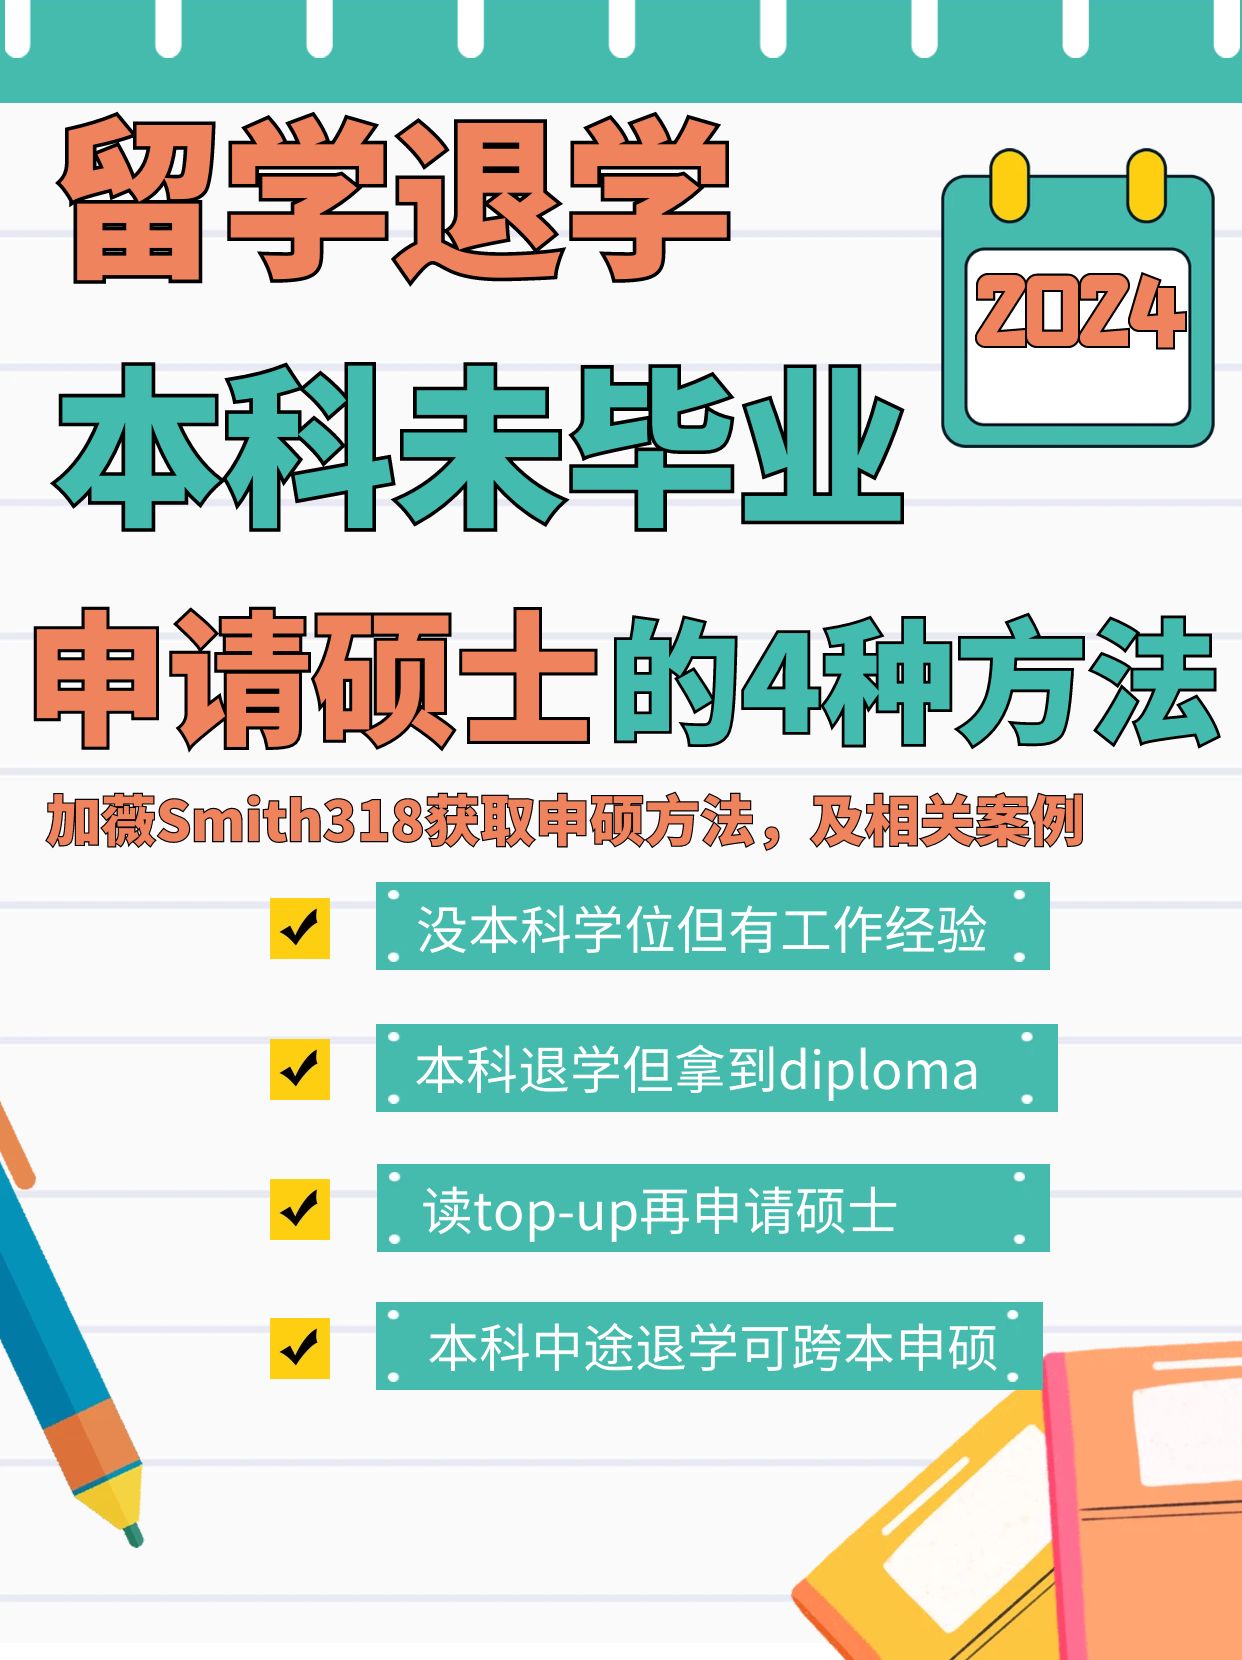 留学退学
2024
本科未毕业
申请硕士的4种方法
加薇Smith318获取申硕方法，及相关案例
没本科学位但有工作经验
本科退学但拿到diploma
读top-up再申请硕士
本科中途退学可跨本申硕